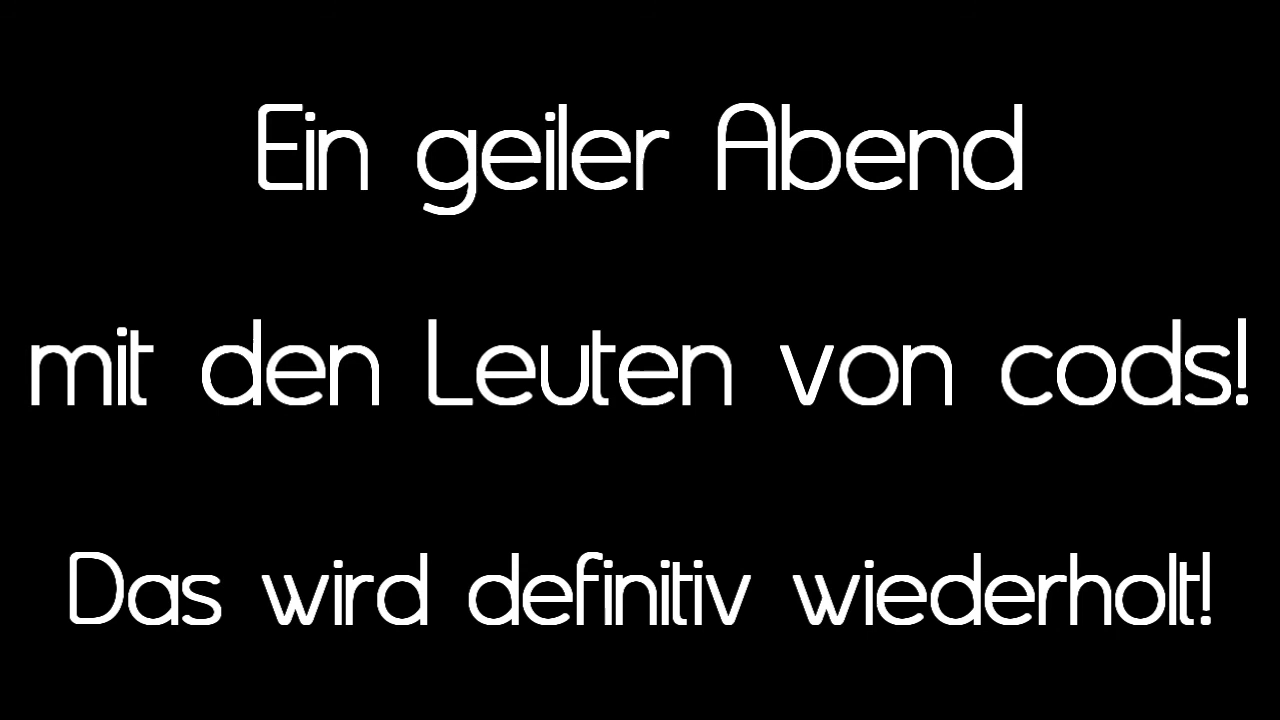 Ein geiler Abend
mit den Leuten von cods!
Das wird definitiv wiederholt!